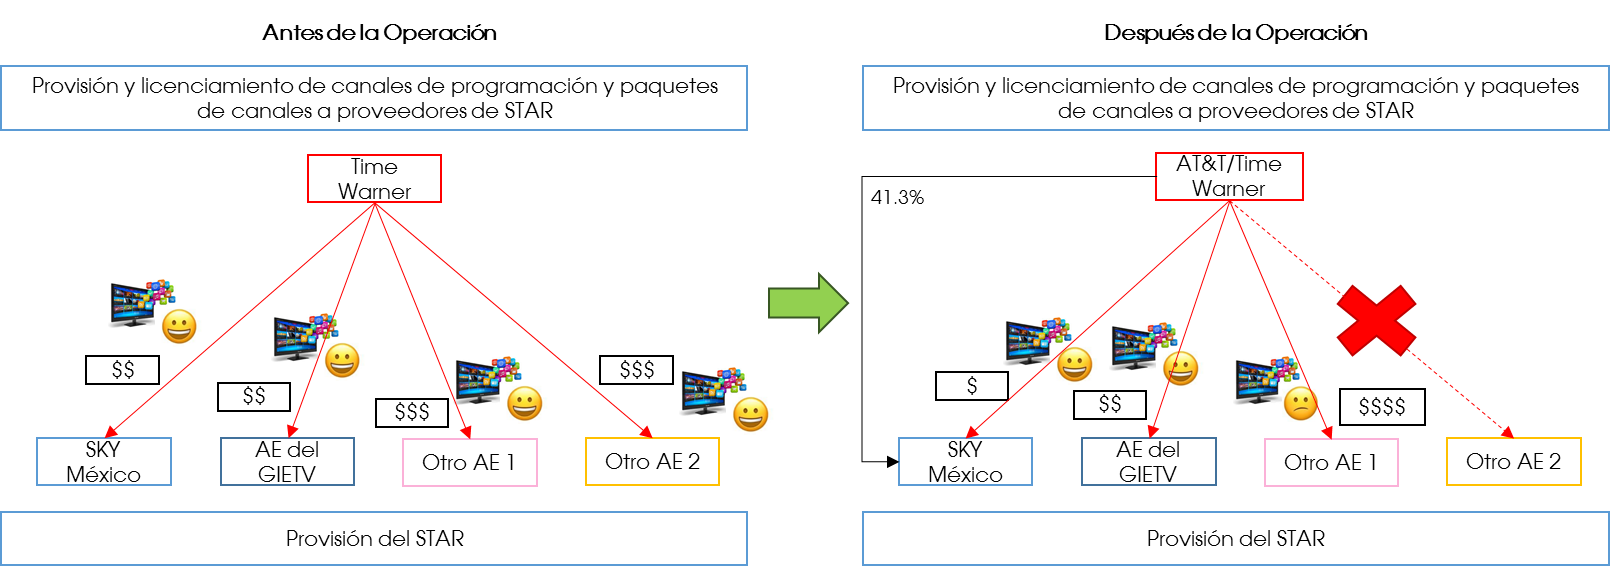 Antes de la Operación
Provisión y licenciamiento de canales de programación y paquetes
de canales a proveedores de STAR
Time
Warner
$$
$$
$$$
$$$
SKY
México
AE del
GIETV
Otro AE 1
Otro AE 2
Provisión del STAR
Después de la Operación
Provisión y licenciamiento de canales de programación y paquetes
de canales a proveedores de STAR
AT&T/Time
Warner
41.3%
$
$$
$$$$
SKY
México
AE del
GIETV
Otro AE 1
Otro AE 2
Provisión del STAR